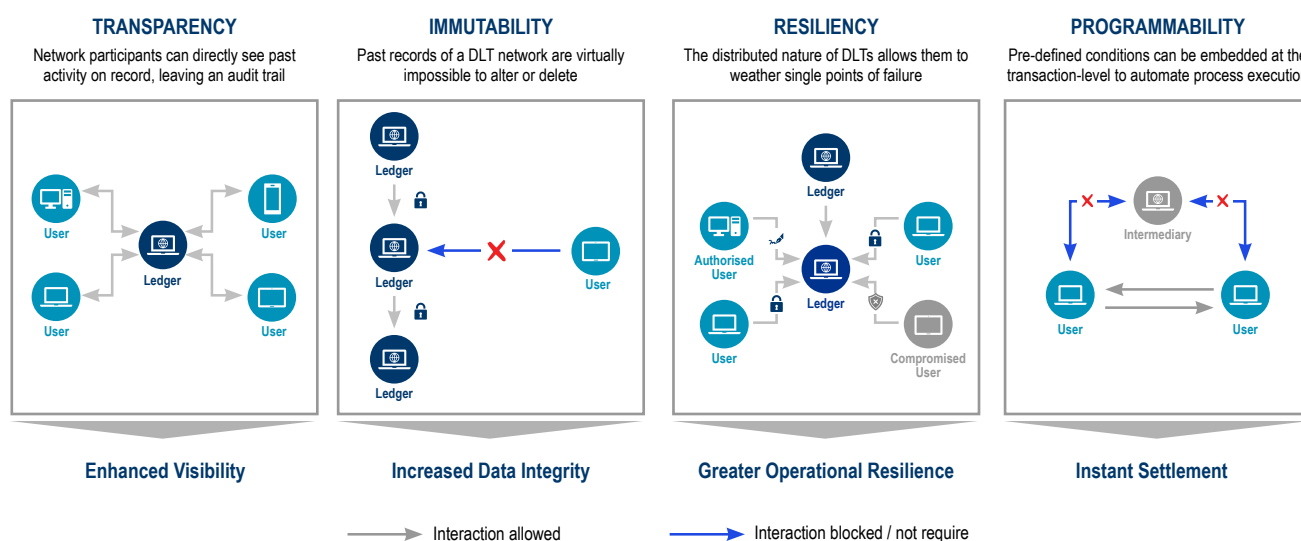 TRANSPARENCY
Network participants can directly see past
activity on record, leaving an audit trail
User
User
Ledger
User
User
Enhanced Visibility
IMMUTABILITY
Past records of a DLT network are virtually
impossible to alter or delete
Ledger
Ledger
User
Ledger
Increased Data Integrity
RESILIENCY
The distributed nature of DLTs allows them to
weather single points of failure
Ledger
Authorised
User
User
Ledger
User
Compromised
User
Greater Operational Resilience
PROGRAMMABILITY
Pre-defined conditions can be embedded at the
transaction-level to automate process executio
Intermediary
User
User
Instant Settlement
Interaction allowed
Interaction blocked / not require